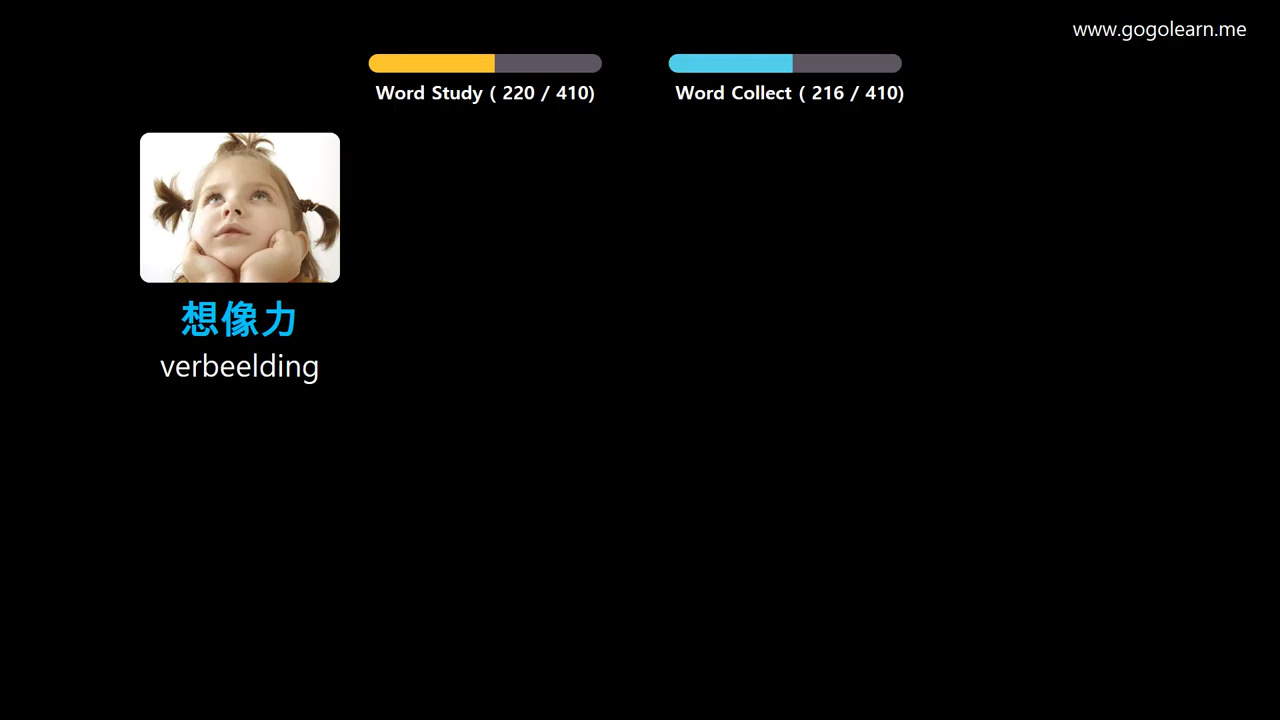 www.gogolearn.me
Word Study ( 220 / 410)
Word Collect ( 216 / 410)
想像力
verbeelding